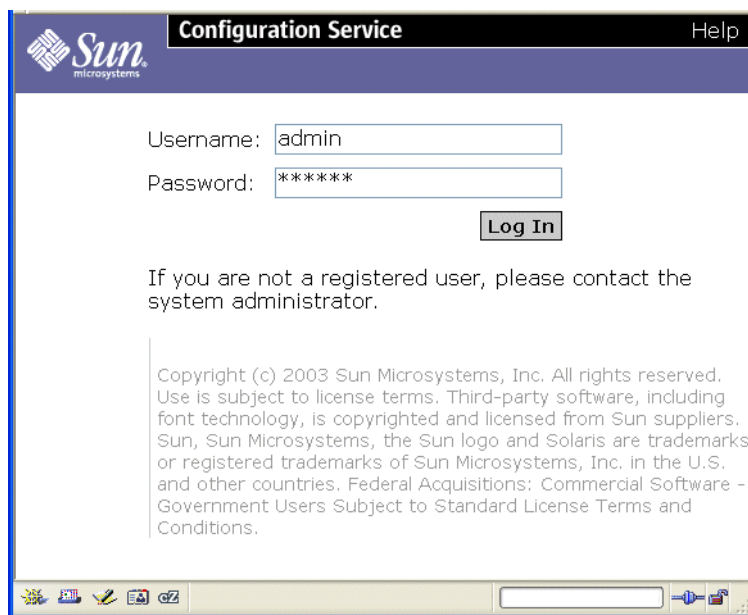 Sun.
microsystems
Configuration Service
Help
Username: admin
Password: ******
Log In
If you are not a registered user, please contact the
system administrator.
Copyright (c) 2003 Sun Microsystems, Inc. All rights reserved.
Use is subject to license terms. Third-party software, including
font technology, is copyrighted and licensed from Sun suppliers.
Sun, Sun Microsystems, the Sun logo and Solaris are trademarks
or registered trademarks of Sun Microsystems, Inc. in the U.S.
and other countries. Federal Acquisitions: Commercial Software -
Government Users Subject to Standard License Terms and
Conditions.